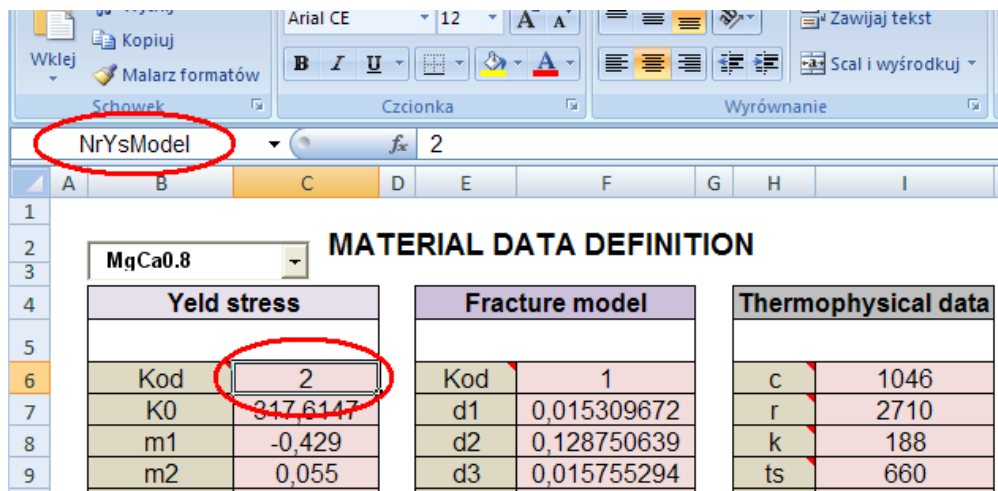 Arial CE 12 A A Zawijaj tekst
Kopiuj
Wklej
Malarz formatów B I U A Scal i wyśrodkuj
Schowek Czcionka Wyrównanie
NrYsModel fx 2
A B C D E F G H I
1
2 MATERIAL DATA DEFINITION
MgCa0.8
3
4 Yeld stress Fracture model Thermophysical data
5
6 Kod 2 Kod 1 c 1046
7 K0 317,6147 d1 0,015309672 r 2710
8 m1 -0,429 d2 0,128750639 k 188
9 m2 0,055 d3 0,015755294 ts 660